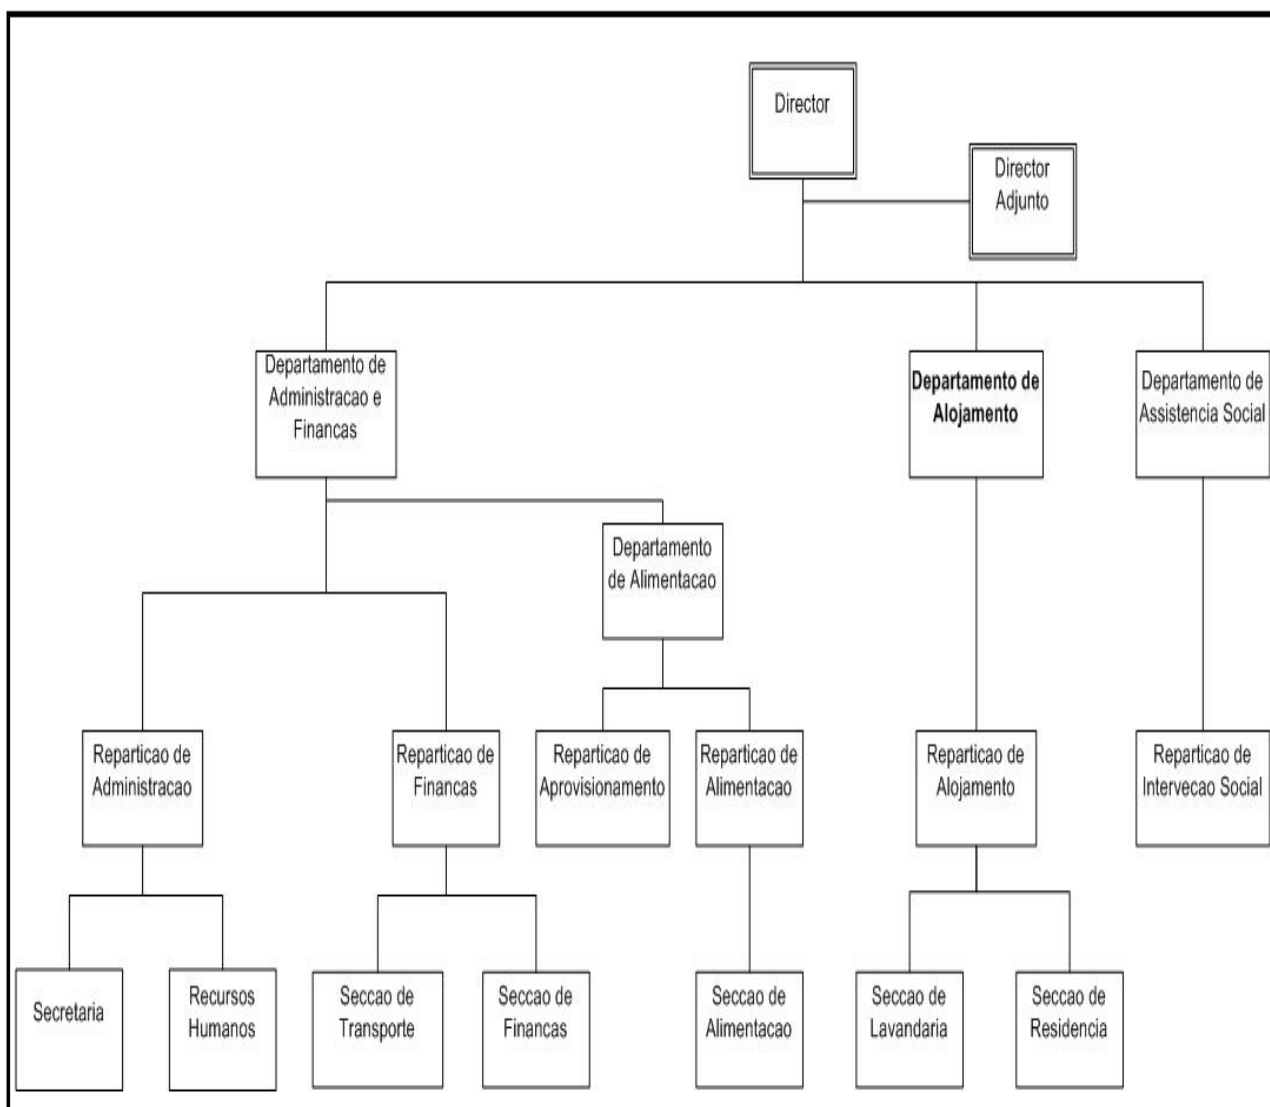 Director
Director
Adjunto
Departamento de
Administracao e
Financas
Departamento de
Alojamento
Departamento de
Assistencia Social
Departamento
de Alimentacao
Reparticao de
Administracao
Reparticao de
Financas
Reparticao de
Aprovisionamento
Reparticao de
Alimentacao
Reparticao de
Alojamento
Reparticao de
Intervecao Social
Secretaria
Recursos
Humanos
Seccao de
Transporte
Seccao de
Financas
Seccao de
Alimentacao
Seccao de
Lavandaria
Seccao de
Residencia